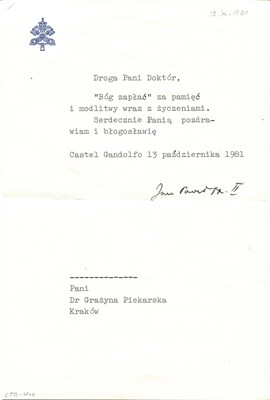 13.X.1981
Droga Pani Doktór,
"Bóg zapłać" za pamięć
i modlitwy wraz z życzeniami.
Serdecznie Panią pozdra-
wiam i błogosławię
Castel Gandolfo 13 października 1981
Jan Paweł pp. II
--------------
Pani
Dr Grażyna Piekarska
Kraków